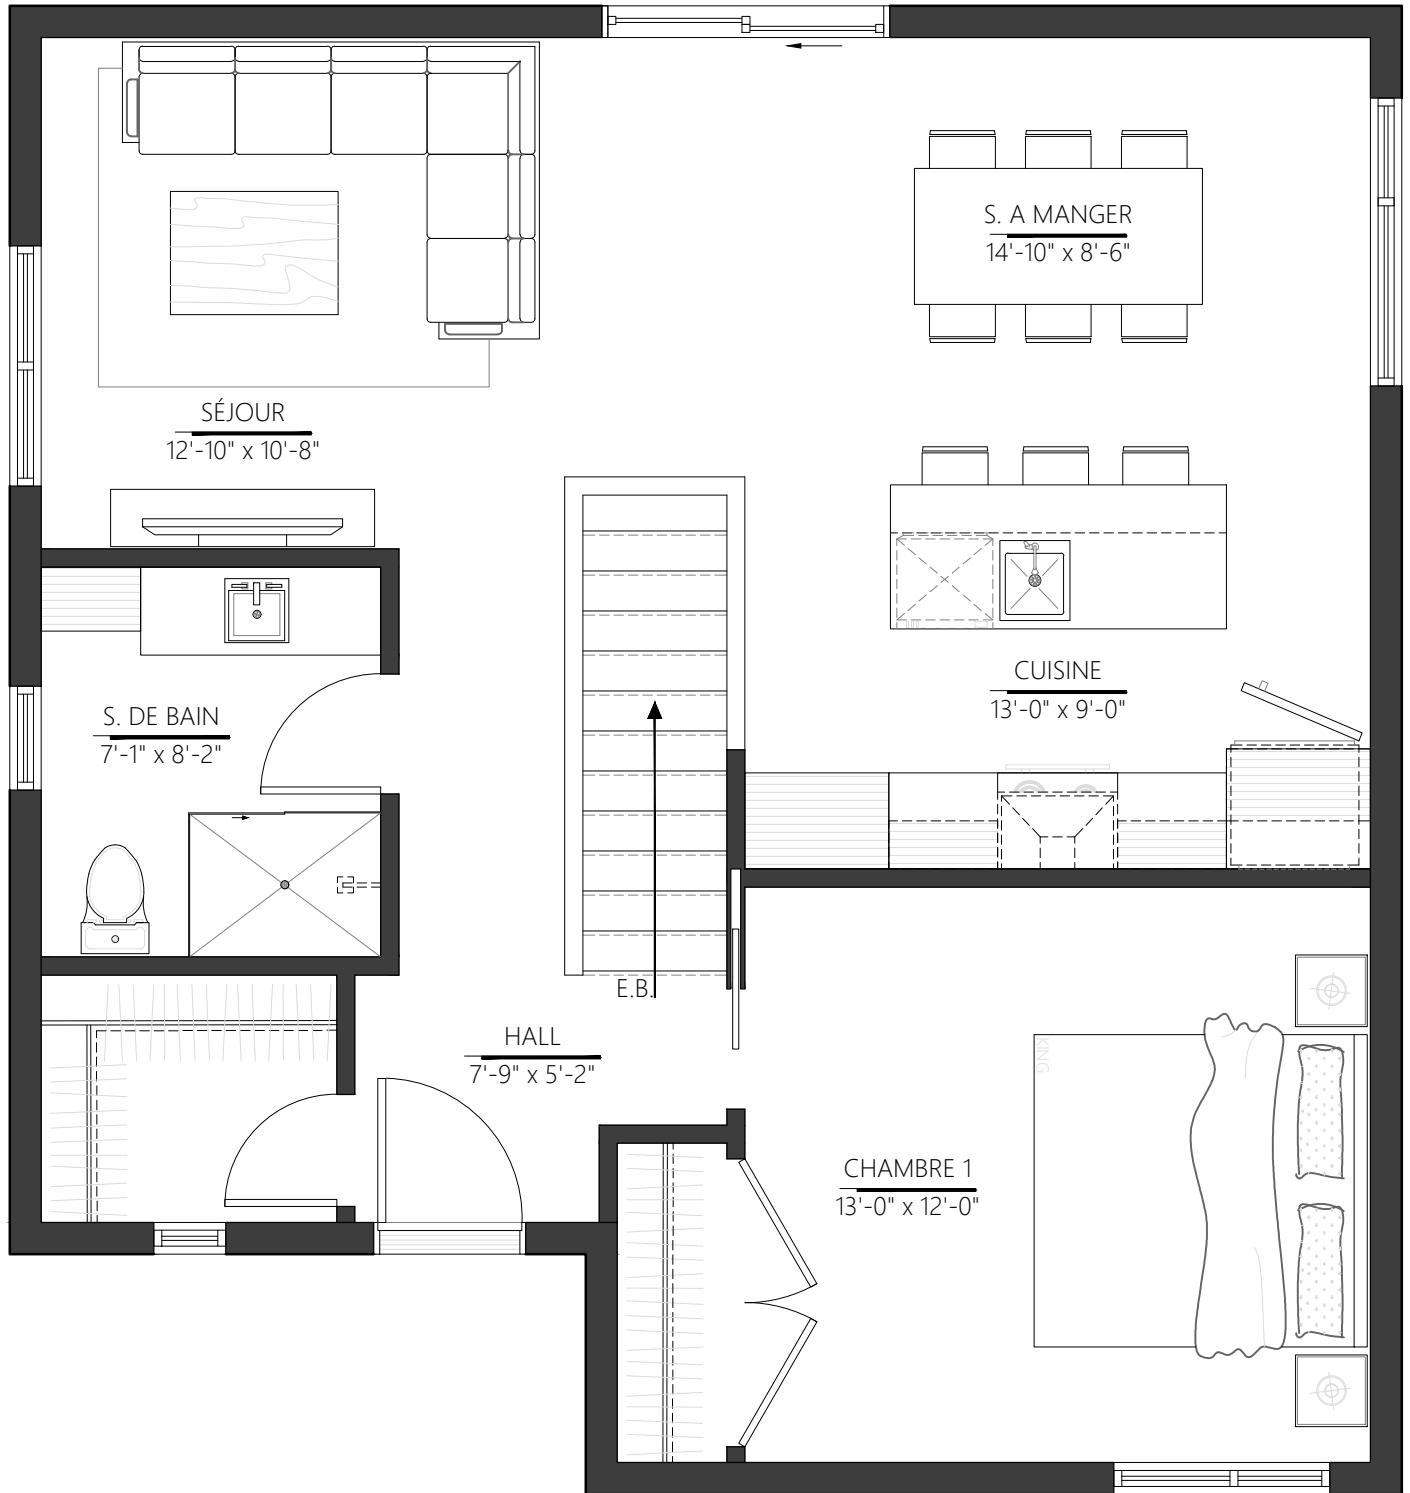 S. A MANGER
14'-10" x 8'-6"
SÉJOUR
12'-10" x 10'-8"
CUISINE
13'-0" x 9'-0"
S. DE BAIN
7'-1" x 8'-2"
E.B.
HALL
7'-9" x 5'-2"
KING
CHAMBRE 1
13'-0" x 12'-0"